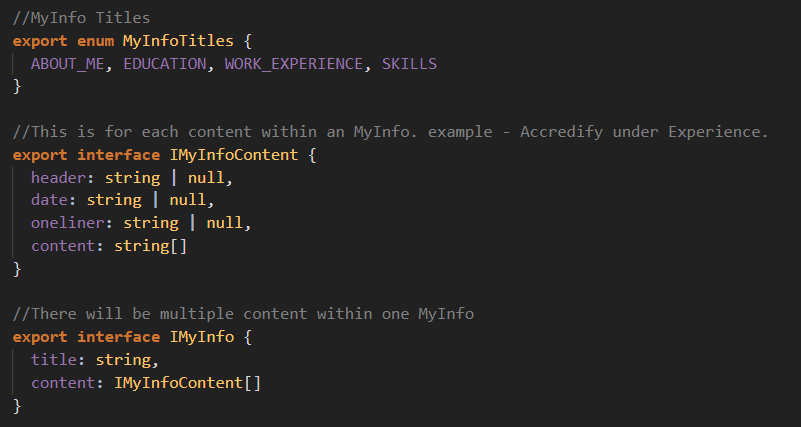 //MyInfo Titles
export enum MyInfoTitles {
  ABOUT_ME, EDUCATION, WORK_EXPERIENCE, SKILLS
}
//This is for each content within an MyInfo. example - Accredify under Experience.
export interface IMyInfoContent {
  header: string | null,
  date: string | null,
  oneliner: string | null,
  content: string[]
}
//There will be multiple content within one MyInfo
export interface IMyInfo {
  title: string,
  content: IMyInfoContent[]
}